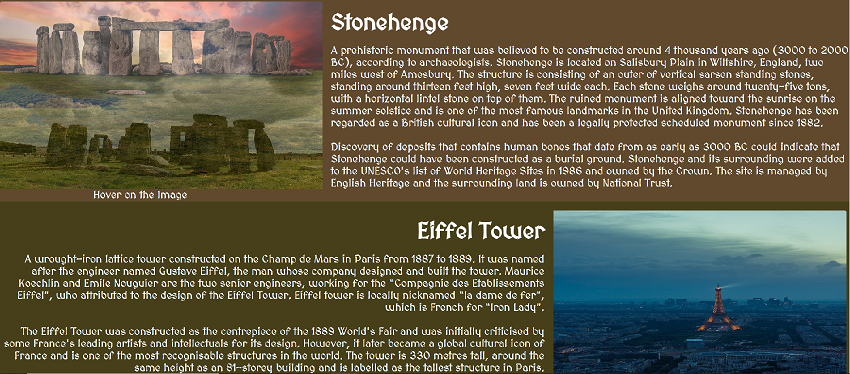 Stonehenge
A prehistoric monument that was believed to be constructed around 4 thousand years ago (3000 to 2000
BC), according to archaeologists. Stonehenge is located on Salisbury Plain in Wiltshire, England, two
miles west of Amesbury. The structure is consisting of an outer of vertical sarsen standing stones,
standing around thirteen feet high, seven feet wide each. Each stone weighs around twenty-five tons,
with a horizontal lintel stone on top of them. The ruined monument is aligned toward the sunrise on the
summer solstice and is one of the most famous landmarks in the United Kingdom. Stonehenge has been
regarded as a British cultural icon and has been a legally protected scheduled monument since 1882.
Discovery of deposits that contains human bones that date from as early as 3000 BC could indicate that
Stonehenge could have been constructed as a burial ground. Stonehenge and its surrounding were added
to the UNESCO's list of World Heritage Sites in 1986 and owned by the Crown. The site is managed by
English Heritage and the surrounding land is owned by National Trust.
Hover on the Image
Eiffel Tower
A wrought-iron lattice tower constructed on the Champ de Mars in Paris from 1887 to 1889. It was named
after the engineer named Gustave Eiffel, the man whose company designed and built the tower. Maurice
Koechlin and Emile Nouguier are the two senier engineers, working for the "Compagnie des Etablissements
Eiffel", who attributed to the design of the Eiffel Tower. Eiffel tower is locally nicknamed "la dame de fer",
which is French for "Iron Lady".
The Eiffel Tower was constructed as the centrepiece of the 1889 World's Fair and was initially criticised by
some France's leading artists and intellectuals for its design. However, it later became a global cultural icon of
France and is one of the most recognisable structures in the world. The tower is 330 metres tall, around the
same height as an 81-storey building and is labelled as the tallest structure in Paris.